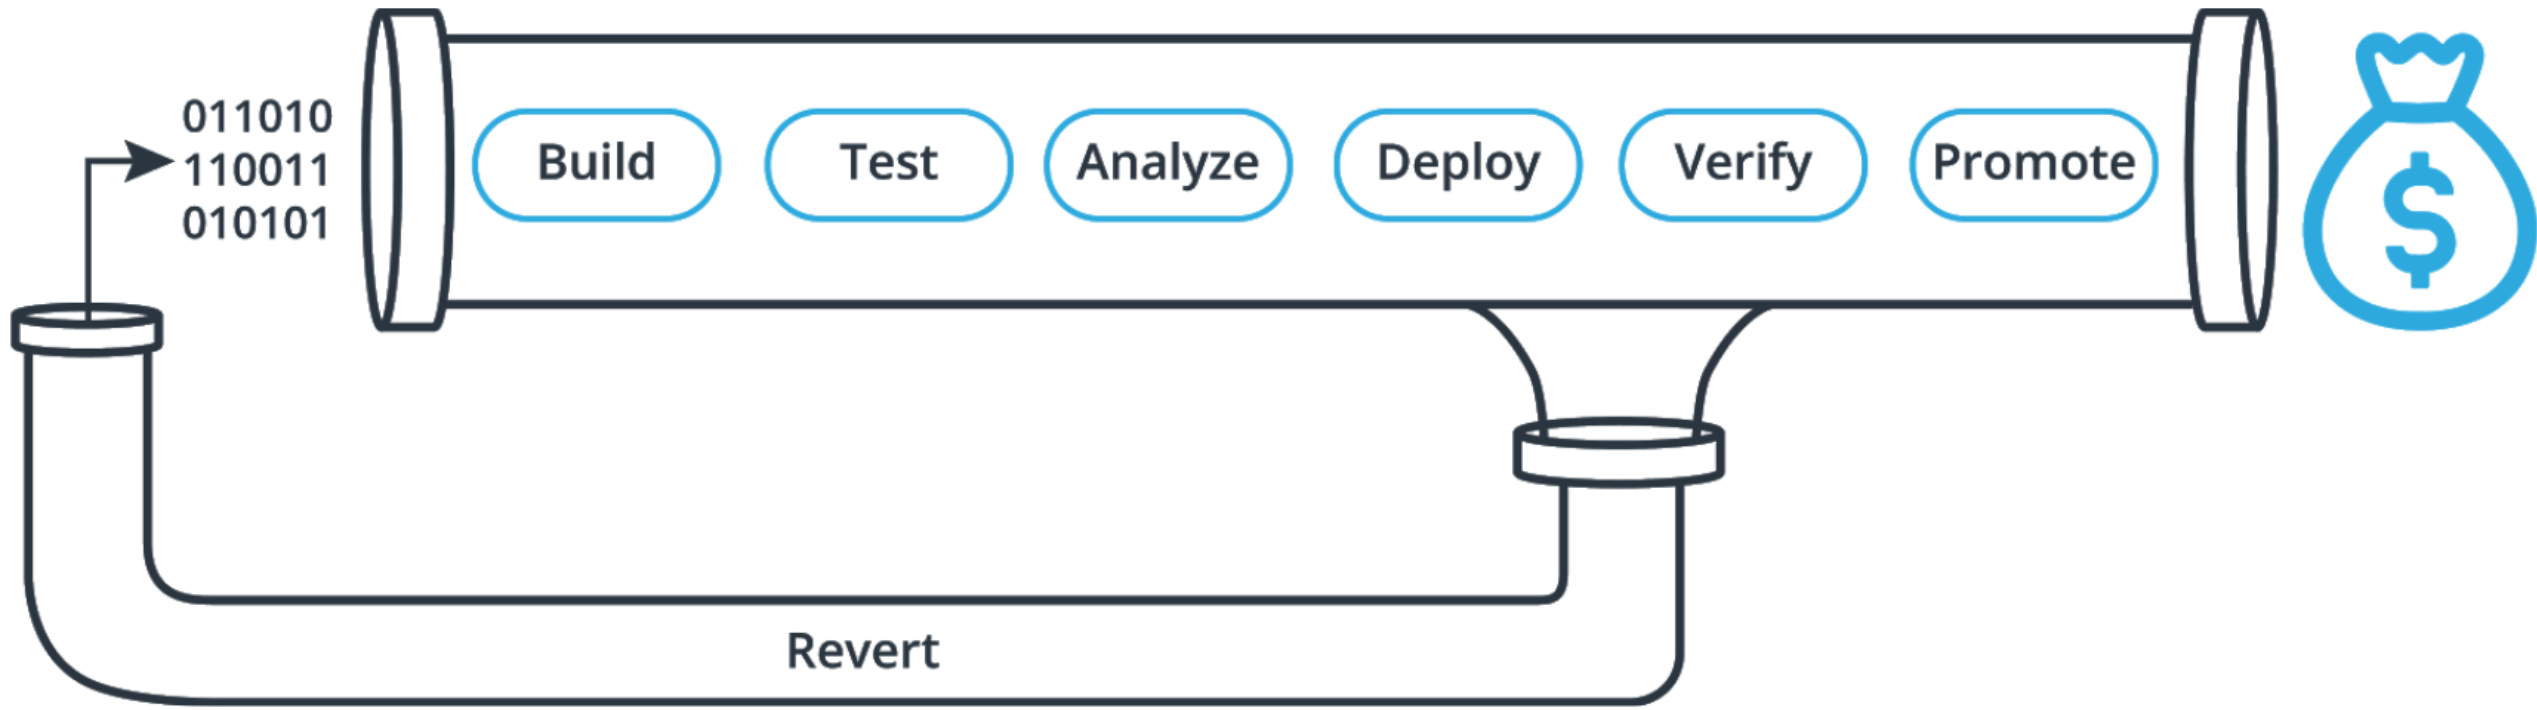 011010
110011
010101
Build
Test
Analyze
Deploy
Verify
Promote
$
Revert